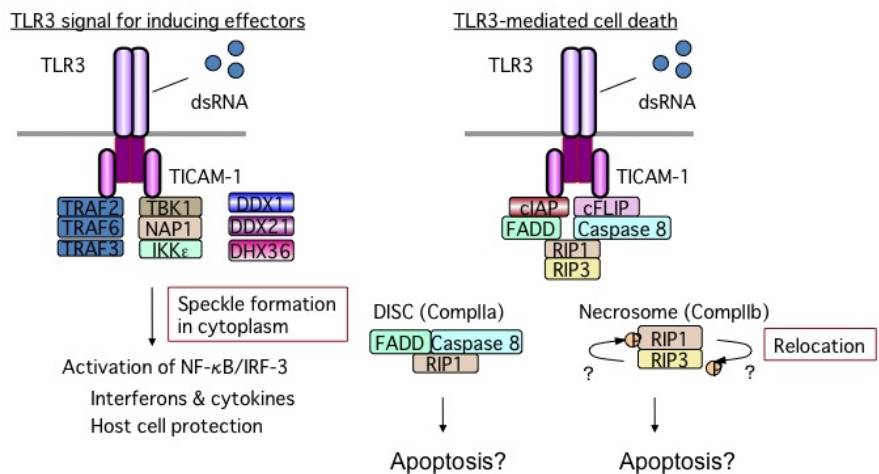 TLR3 signal for inducing effectors
TLR3
dsRNA
TICAM-1
TRAF2
TRAF6
TRAF3
TBK1
NAP1
IKKε
DDX1
DDX21
DHX36
Speckle formation
in cytoplasm
Activation of NF-κB/IRF-3
Interferons & cytokines
Host cell protection
TLR3-mediated cell death
TLR3
dsRNA
TICAM-1
cIAP
cFLIP
FADD
Caspase 8
RIP1
RIP3
DISC (CompIIa)
FADD
Caspase 8
RIP1
Apoptosis?
Necrosome (CompIIb)
P
RIP1
RIP3
P
?
?
Relocation
Apoptosis?